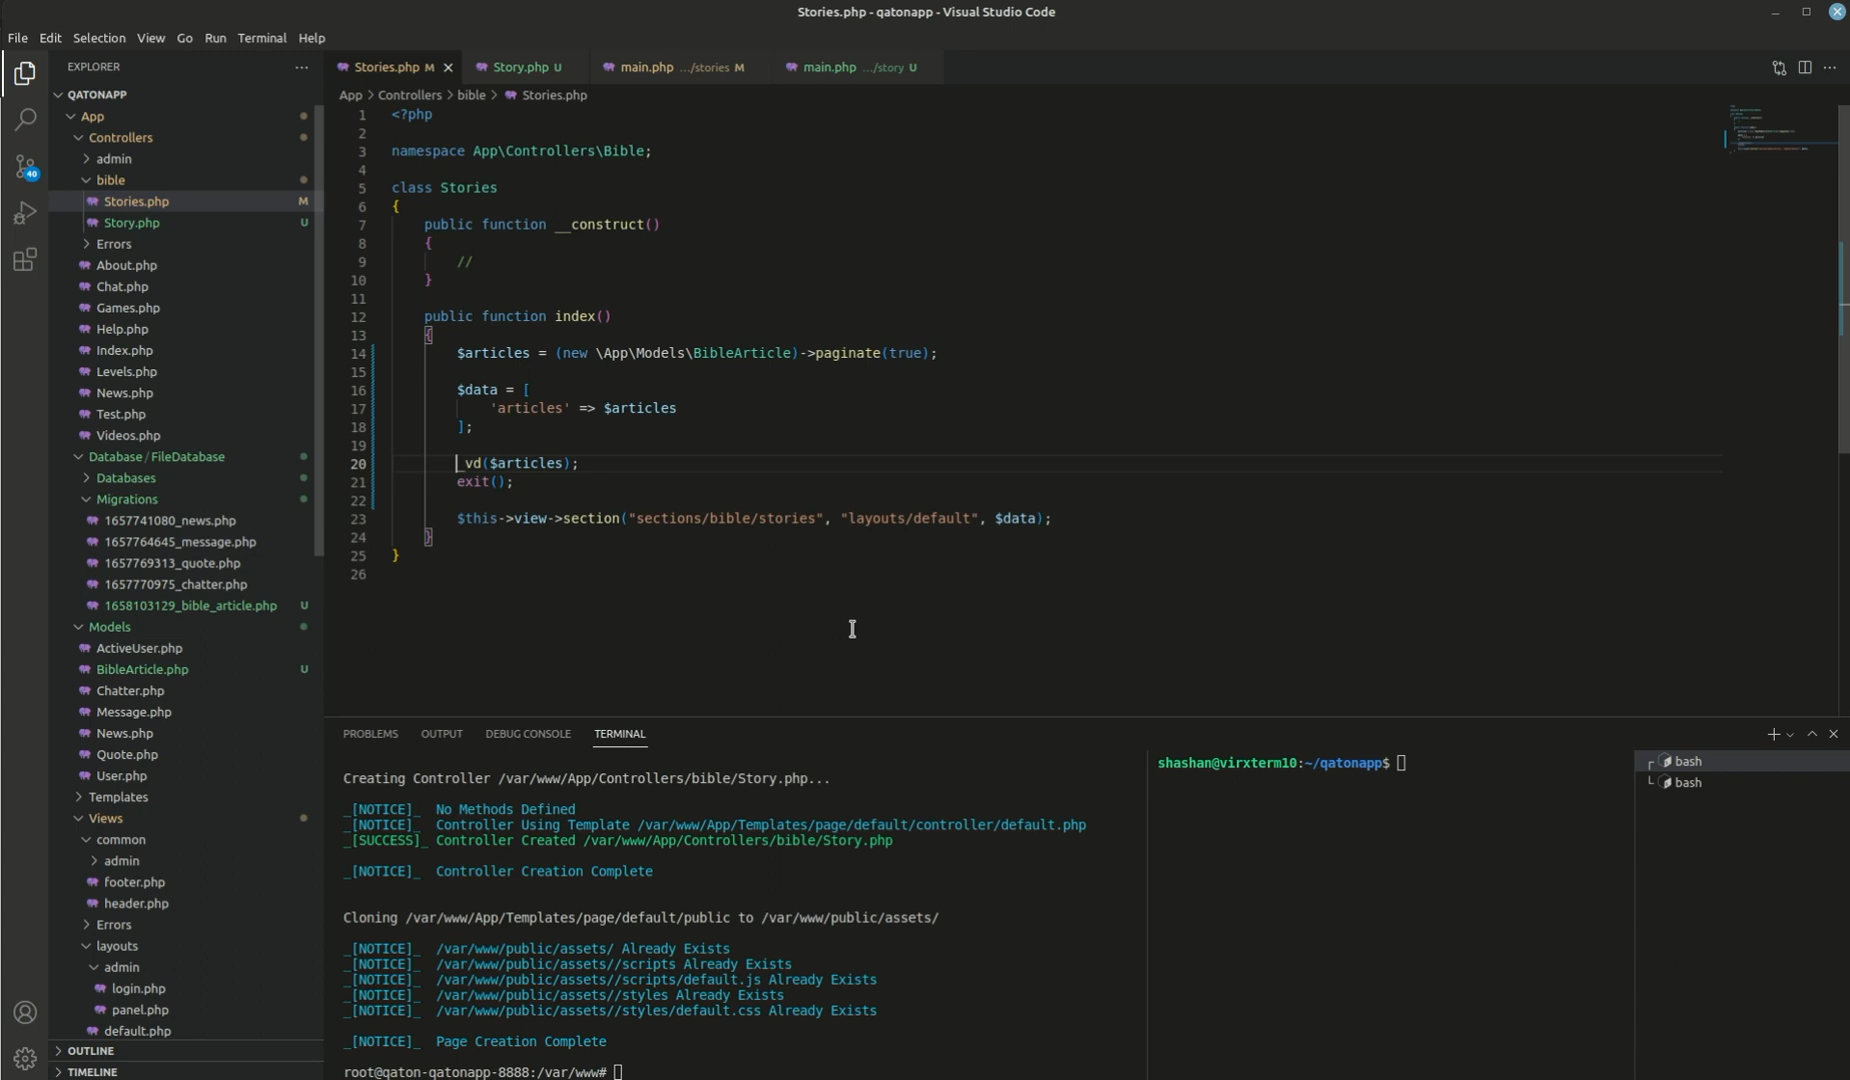 Stories.php - qatonapp - Visual Studio Code
File Edit Selection View Go Run Terminal Help
EXPLORER
Stories.php M
Story.php U
main.php .../stories M
main.php .../story U
App > Controllers > bible > Stories.php
QATONAPP
App
Controllers
admin
bible
Stories.php M
Story.php U
Errors
About.php
Chat.php
Games.php
Help.php
Index.php
Levels.php
News.php
Test.php
Videos.php
Database / FileDatabase
Databases
Migrations
1657741080_news.php
1657764645_message.php
1657769313_quote.php
1657770975_chatter.php
1658103129_bible_article.php U
Models
ActiveUser.php
BibleArticle.php U
Chatter.php
Message.php
News.php
Quote.php
User.php
Templates
Views
common
admin
footer.php
header.php
Errors
layouts
admin
login.php
panel.php
default.php
OUTLINE
TIMELINE
40
1 <?php
2
3 namespace App\Controllers\Bible;
4
5 class Stories
6 {
7 public function __construct()
8 {
9 //
10 }
11
12 public function index()
13 {
14 $articles = (new \App\Models\BibleArticle)->paginate(true);
15
16 $data = [
17 'articles' => $articles
18 ];
19
20 _vd($articles);
21 exit();
22
23 $this->view->section("sections/bible/stories", "layouts/default", $data);
24 }
25 }
26
PROBLEMS OUTPUT DEBUG CONSOLE TERMINAL
Creating Controller /var/www/App/Controllers/bible/Story.php...
_[NOTICE]_ No Methods Defined
_[NOTICE]_ Controller Using Template /var/www/App/Templates/page/default/controller/default.php
_[SUCCESS]_ Controller Created /var/www/App/Controllers/bible/Story.php
_[NOTICE]_ Controller Creation Complete
Cloning /var/www/App/Templates/page/default/public to /var/www/public/assets/
_[NOTICE]_ /var/www/public/assets/ Already Exists
_[NOTICE]_ /var/www/public/assets//scripts Already Exists
_[NOTICE]_ /var/www/public/assets//scripts/default.js Already Exists
_[NOTICE]_ /var/www/public/assets//styles Already Exists
_[NOTICE]_ /var/www/public/assets//styles/default.css Already Exists
_[NOTICE]_ Page Creation Complete
root@qaton-qatonapp-8888:/var/www#
shashan@virxterm10:~/qatonapp$
bash
bash